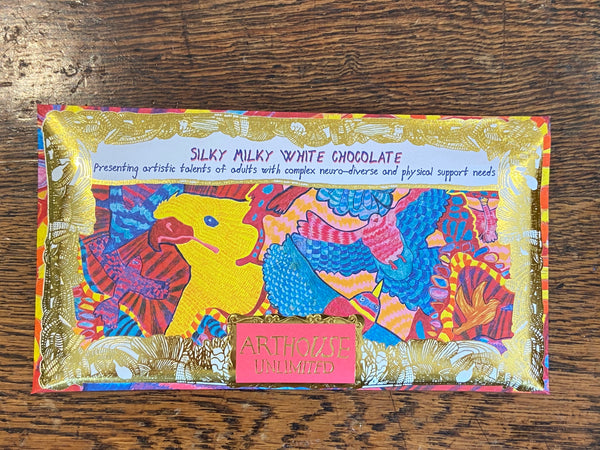 SILKY MILKY WHITE CHOCOLATE
Presenting artistic talents of adults with complex neuro-diverse and physical support needs
ARTHOUSE
UNLIMITED